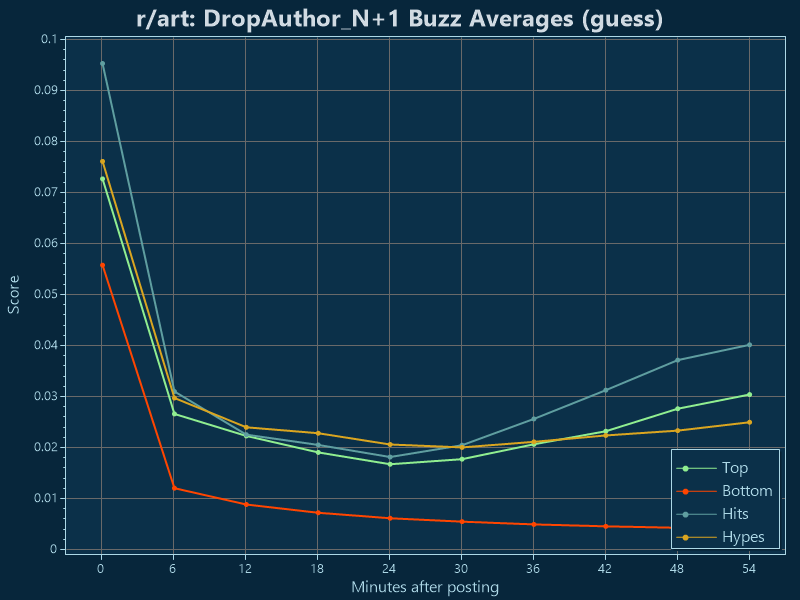 r/art: DropAuthor_N+1 Buzz Averages (guess)
0.1
0.09
0.08
0.07
0.06
0.05
0.04
0.03
0.02
0.01
0
Score
0 6 12 18 24 30 36 42 48 54
Minutes after posting
Top
Bottom
Hits
Hypes